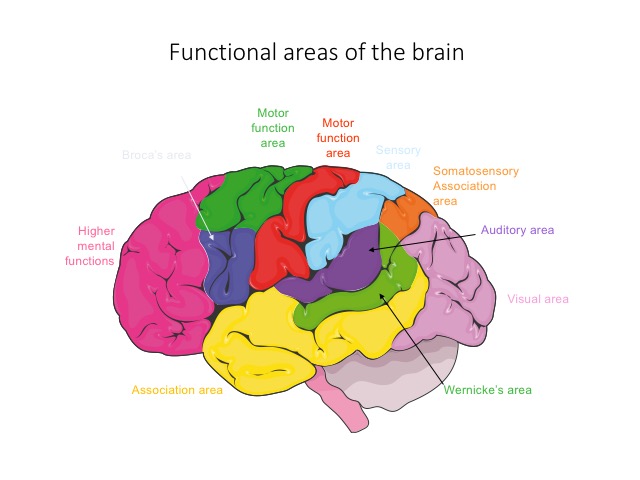 Functional areas of the brain
Motor
function
area
Motor
function
area
Broca's area
Sensory
area
Somatosensory
Association
area
Higher
mental
functions
Auditory area
Visual area
Association area
Wernicke's area